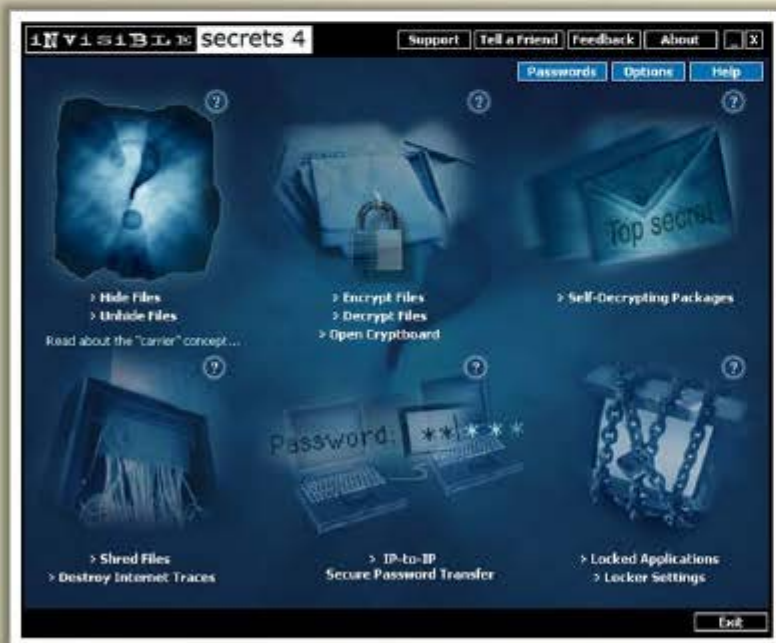 iNViSiBLE secrets 4
Support Tell a Friend Feedback About _ X
Passwords Options Help
? ? ?
Top secret
> Hide Files
> Unhide Files
Read about the "carrier" concept...
> Encrypt Files
> Decrypt Files
> Open Cryptboard
> Self-Decrypting Packages
? ? ?
Password: ** ***
> Shred Files
> Destroy Internet Traces
> IP-to-IP
Secure Password Transfer
> Locked Applications
> Locker Settings
Exit